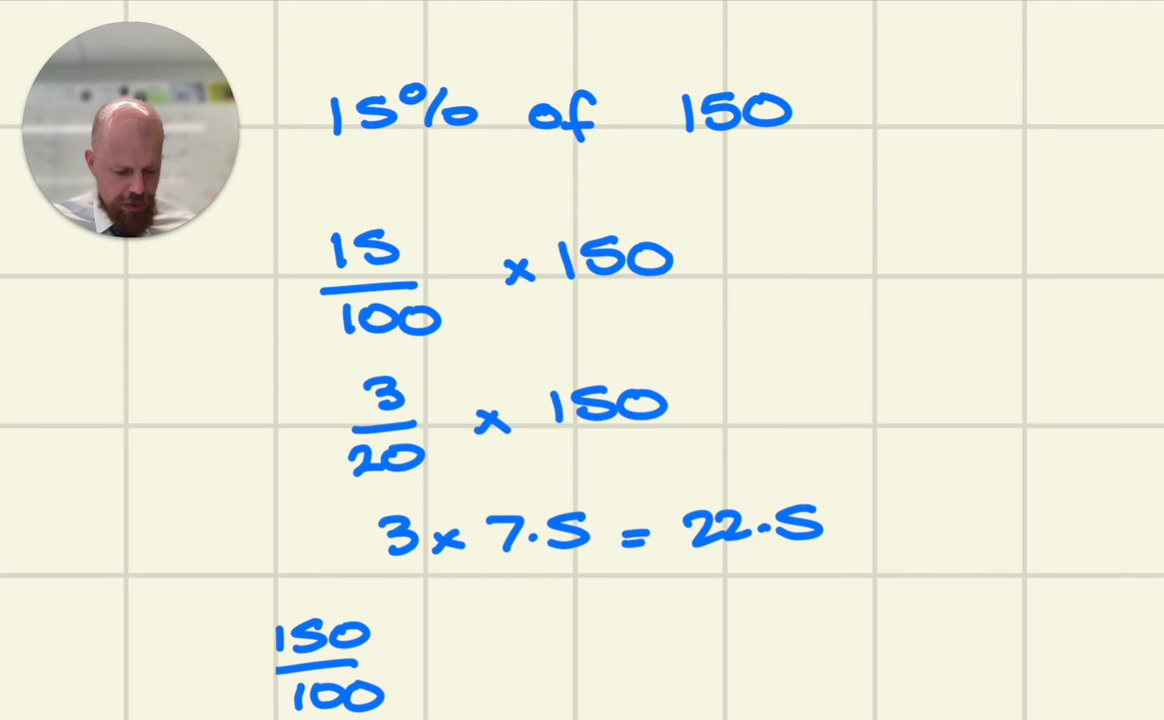 15% of 150
15/100 × 150
3/20 × 150
3 × 7.5 = 22.5
150/100